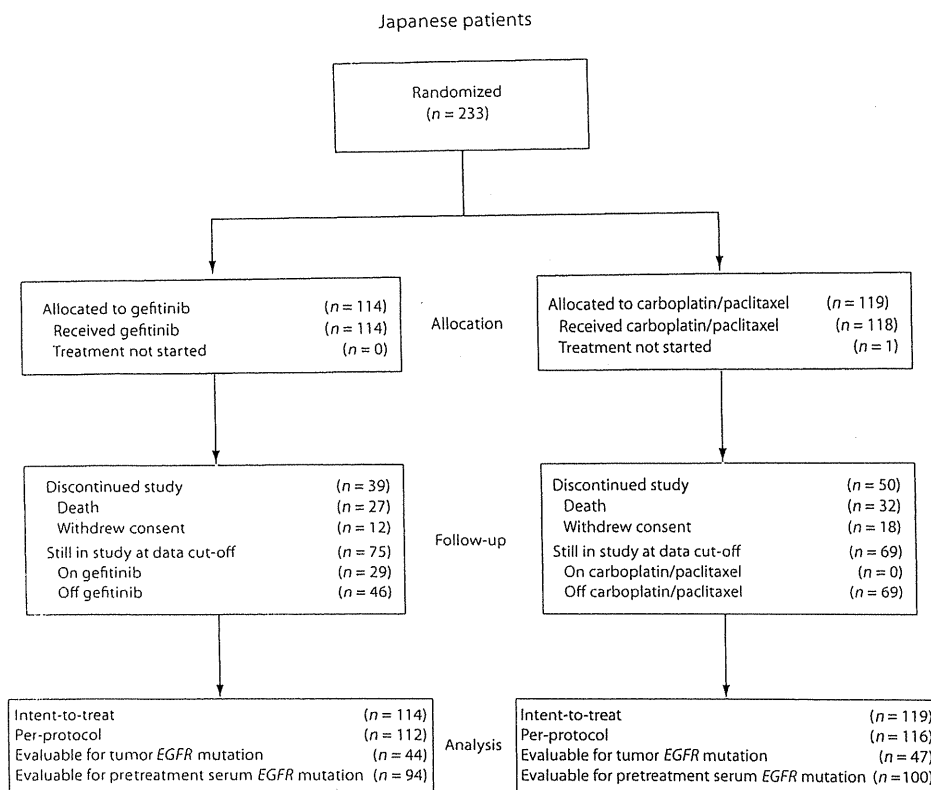 Japanese patients
Randomized
(n = 233)
Allocated to gefitinib (n = 114)
Received gefitinib (n = 114)
Treatment not started (n = 0)
Allocation
Allocated to carboplatin/paclitaxel (n = 119)
Received carboplatin/paclitaxel (n = 118)
Treatment not started (n = 1)
Discontinued study (n = 39)
Death (n = 27)
Withdrew consent (n = 12)
Still in study at data cut-off (n = 75)
On gefitinib (n = 29)
Off gefitinib (n = 46)
Follow-up
Discontinued study (n = 50)
Death (n = 32)
Withdrew consent (n = 18)
Still in study at data cut-off (n = 69)
On carboplatin/paclitaxel (n = 0)
Off carboplatin/paclitaxel (n = 69)
Intent-to-treat (n = 114)
Per-protocol (n = 112)
Evaluable for tumor EGFR mutation (n = 44)
Evaluable for pretreatment serum EGFR mutation (n = 94)
Analysis
Intent-to-treat (n = 119)
Per-protocol (n = 116)
Evaluable for tumor EGFR mutation (n = 47)
Evaluable for pretreatment serum EGFR mutation (n = 100)